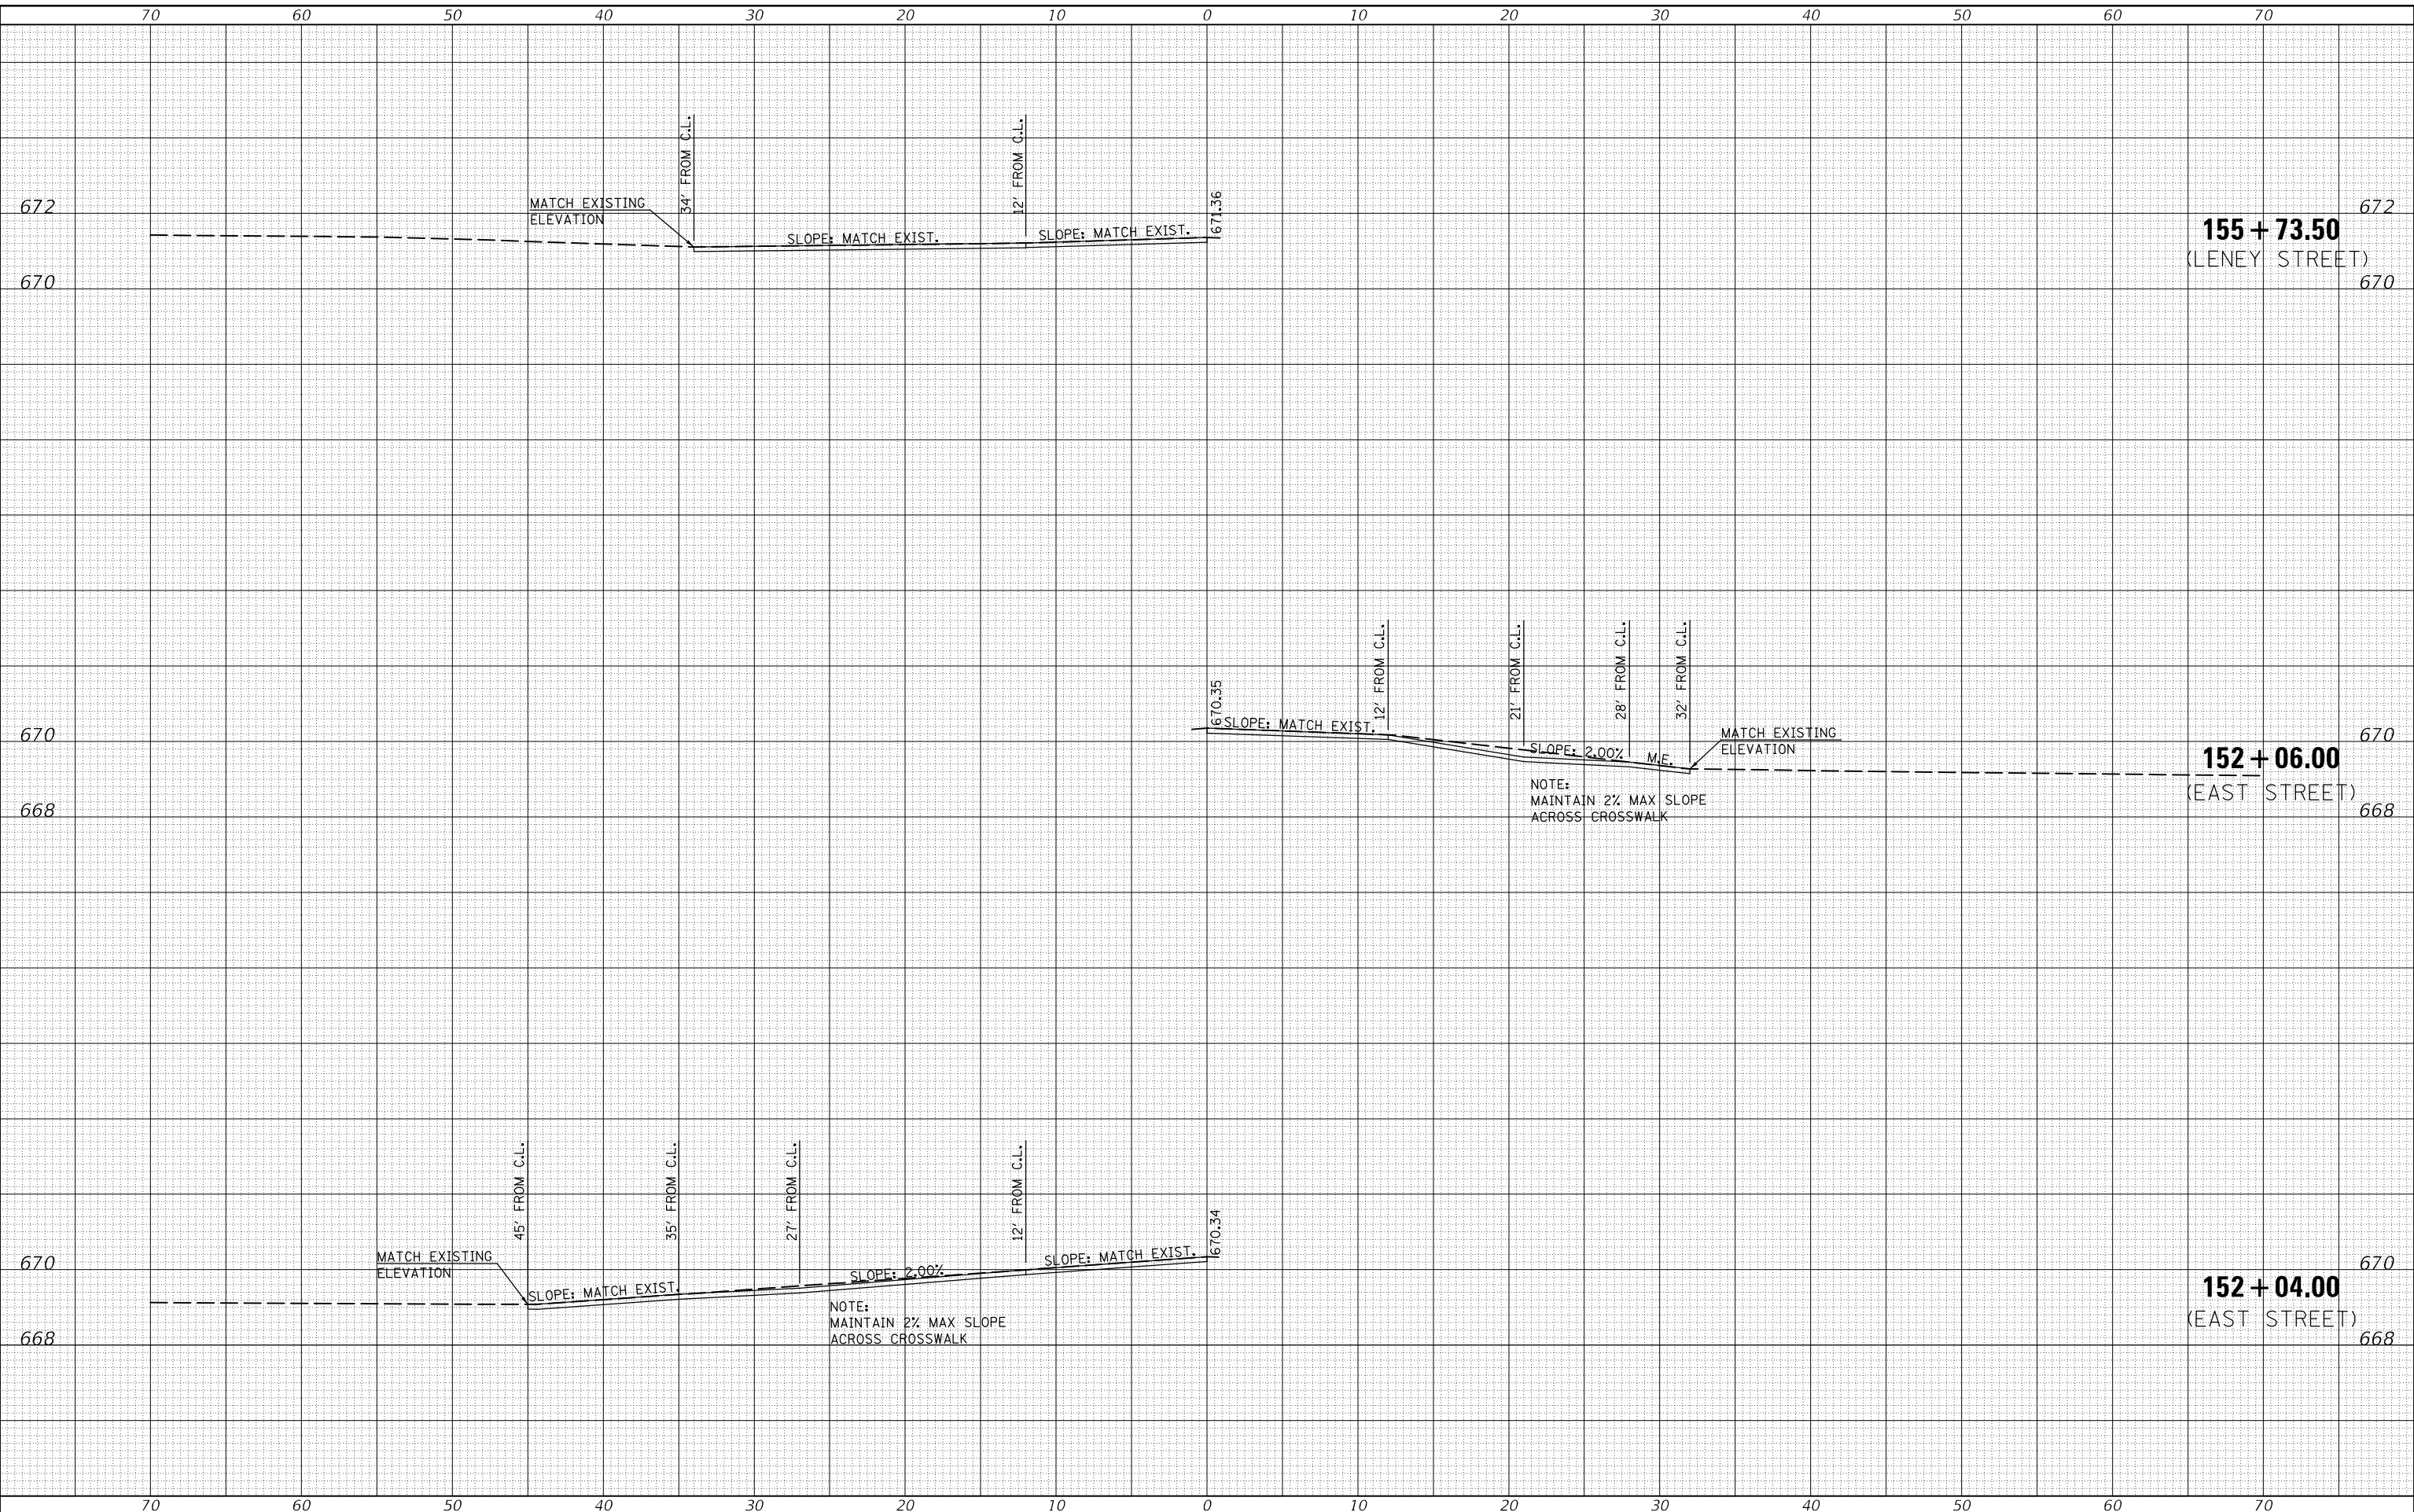 70 60 50 40 30 20 10 0 10 20 30 40 50 60 70
34' FROM C.L.
12' FROM C.L.
671.36
MATCH EXISTING
ELEVATION
SLOPE: MATCH EXIST.
SLOPE: MATCH EXIST.
672
672
155+73.50
(LENEY STREET)
670
670
12' FROM C.L.
21' FROM C.L.
28' FROM C.L.
32' FROM C.L.
670.35
SLOPE: MATCH EXIST.
SLOPE: 2.00%
M.E.
MATCH EXISTING
ELEVATION
NOTE:
MAINTAIN 2% MAX SLOPE
ACROSS CROSSWALK
670
670
152+06.00
(EAST STREET)
668
668
45' FROM C.L.
35' FROM C.L.
27' FROM C.L.
12' FROM C.L.
670.34
MATCH EXISTING
ELEVATION
SLOPE: MATCH EXIST.
SLOPE: 2.00%
SLOPE: MATCH EXIST.
NOTE:
MAINTAIN 2% MAX SLOPE
ACROSS CROSSWALK
670
670
152+04.00
(EAST STREET)
668
668
70 60 50 40 30 20 10 0 10 20 30 40 50 60 70